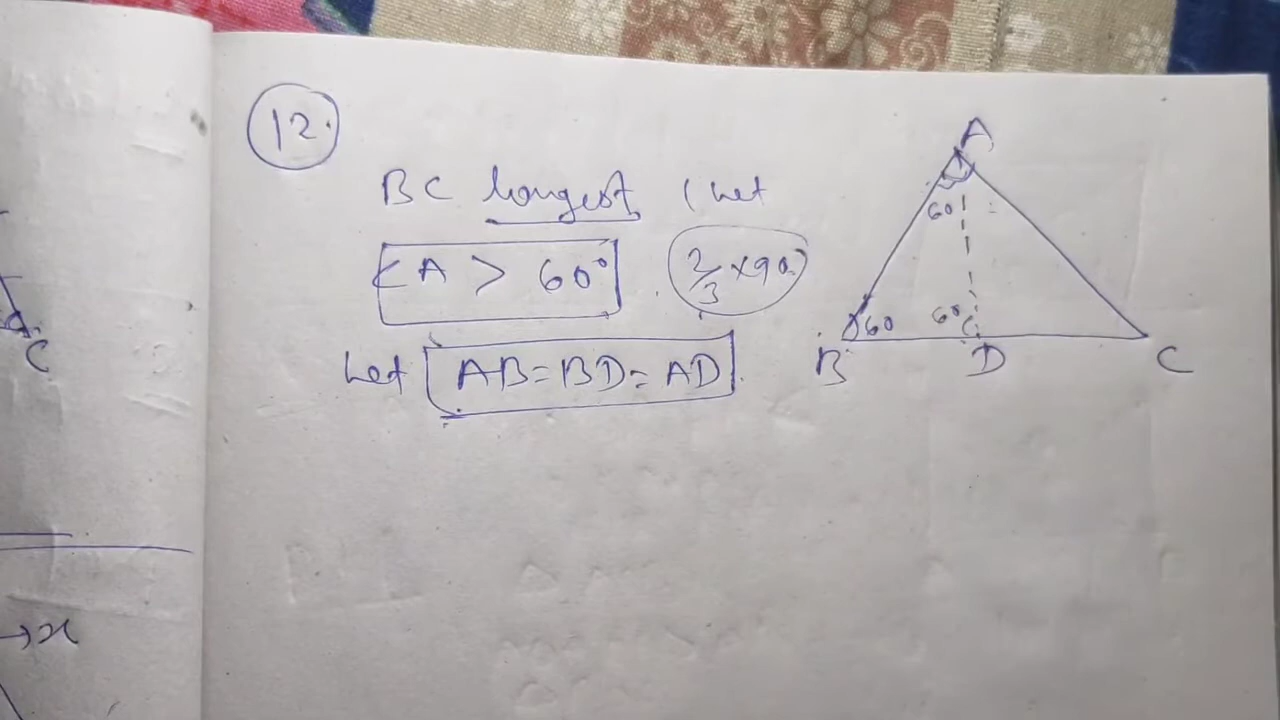 12.
BC longest (Let
<A > 60° 2/3 × 90
Let AB = BD = AD.
A
60
60 60
B D C
C
→x